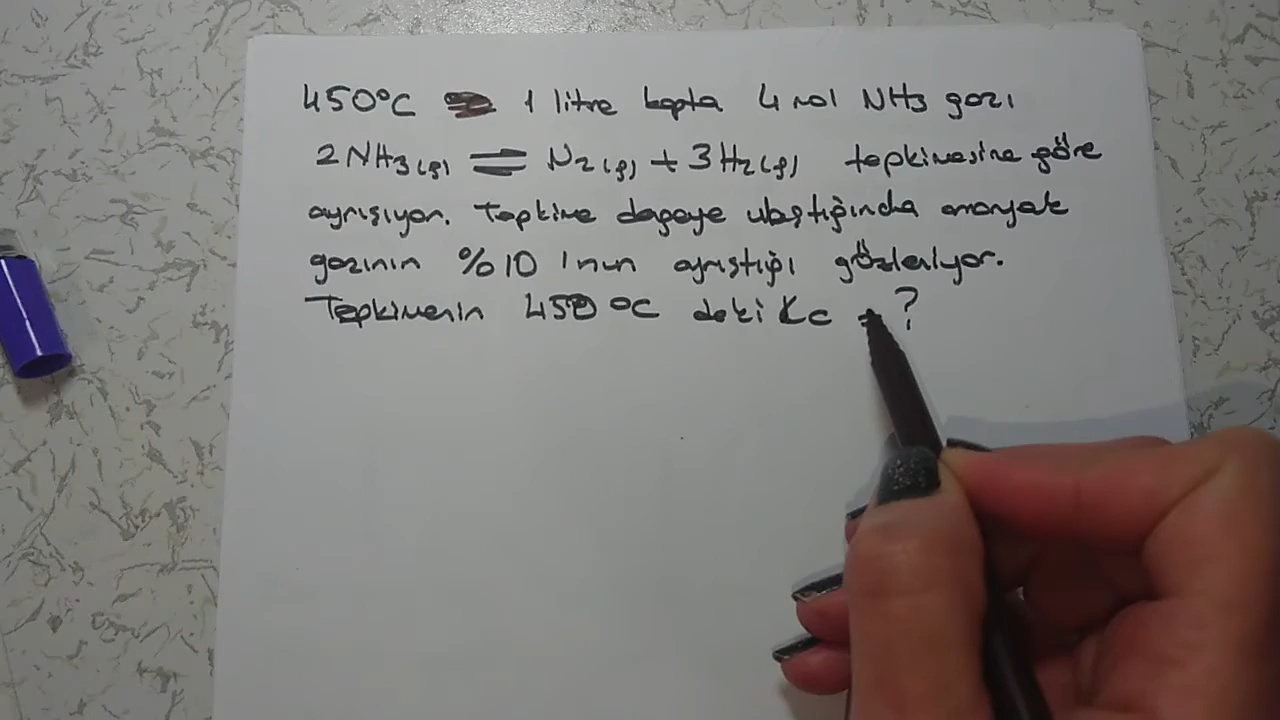 450°C 1 litre kapta 4 mol NH3 gazı
2NH3(g) ⇌ N2(g) + 3H2(g) tepkimesine göre
ayrışıyor. Tepkime dengeye ulaştığında amonyak
gazının %10 'nun ayrıştığı gözleniyor.
Tepkimenin 450 °C deki Kc = ?